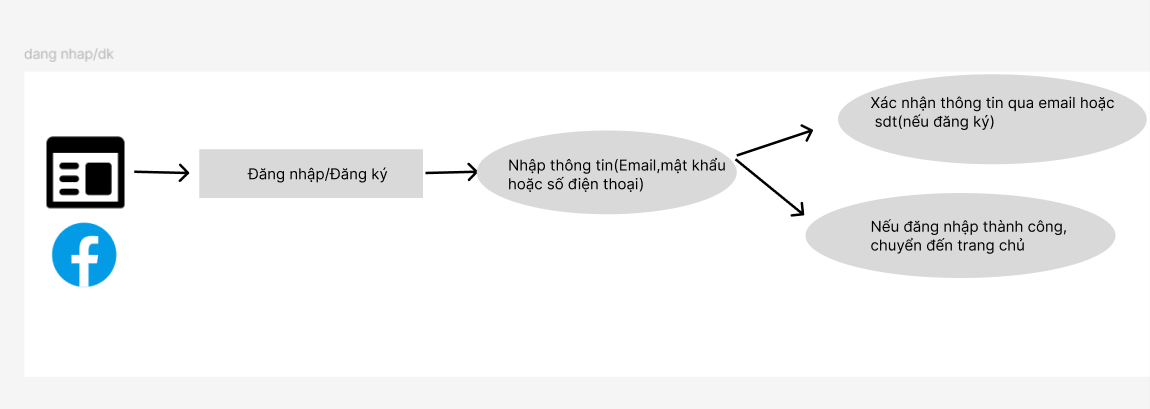 dang nhap/dk
Đăng nhập/Đăng ký
Nhập thông tin(Email,mật khẩu
hoặc số điện thoại)
Xác nhận thông tin qua email hoặc
sdt(nếu đăng ký)
Nếu đăng nhập thành công,
chuyển đến trang chủ